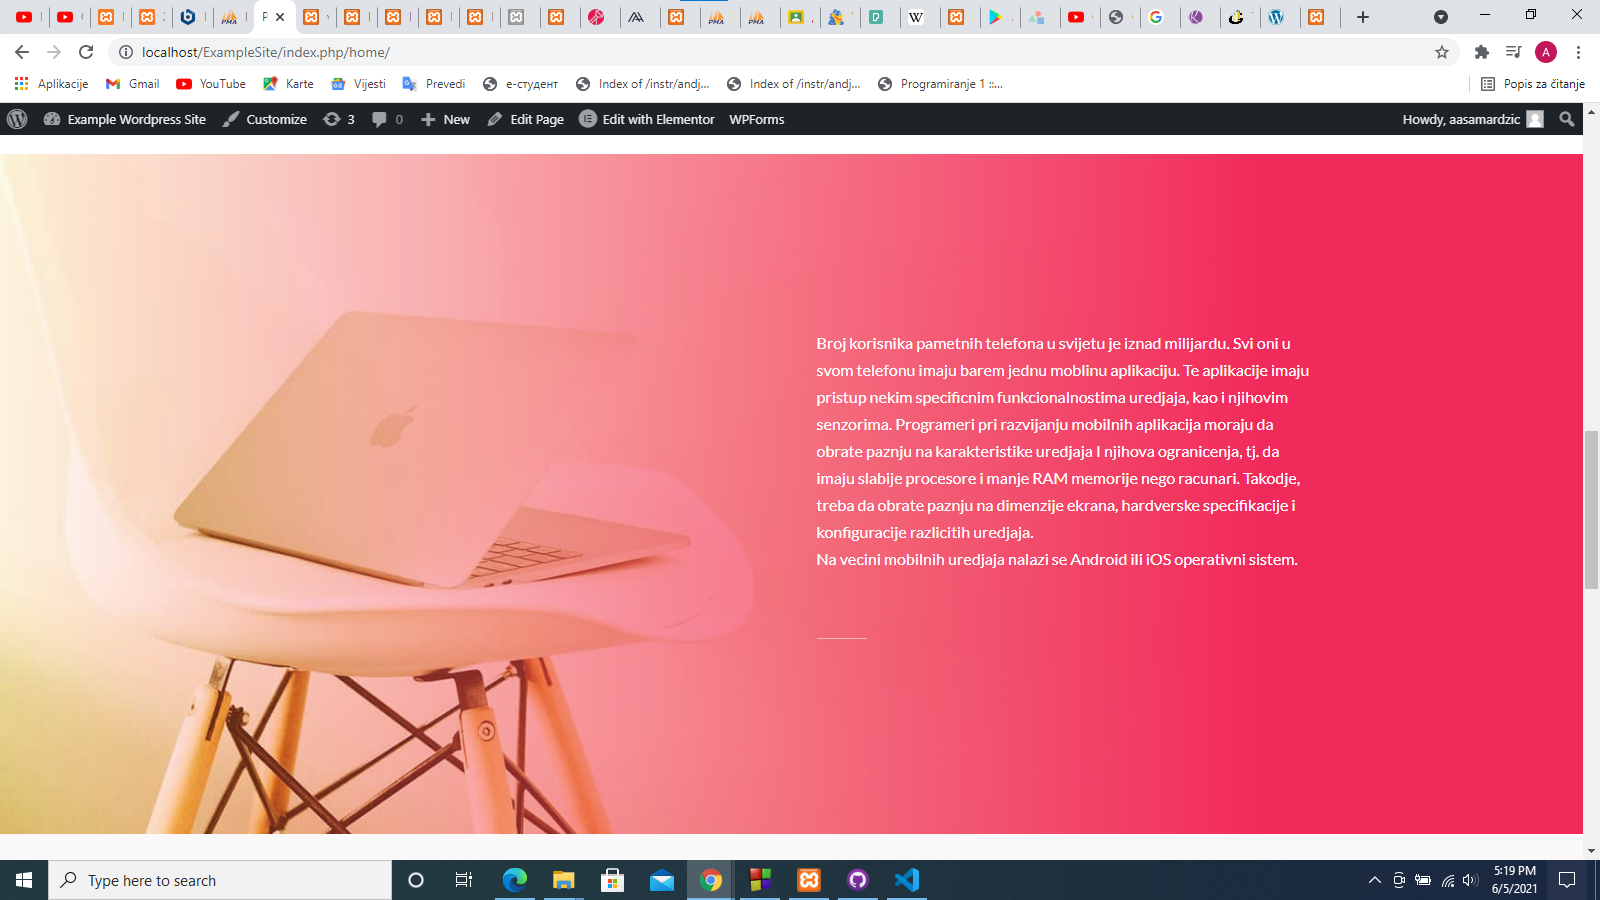 localhost/ExampleSite/index.php/home/
A
Aplikacije Gmail YouTube Karte Vijesti Prevedi е-студент Index of /instr/andj... Index of /instr/andj... Programiranje 1 ::... Popis za čitanje
Example Wordpress Site Customize 3 0 New Edit Page Edit with Elementor WPForms Howdy, aasamardzic
Broj korisnika pametnih telefona u svijetu je iznad milijardu. Svi oni u
svom telefonu imaju barem jednu moblinu aplikaciju. Te aplikacije imaju
pristup nekim specificnim funkcionalnostima uredjaja, kao i njihovim
senzorima. Programeri pri razvijanju mobilnih aplikacija moraju da
obrate paznju na karakteristike uredjaja I njihova ogranicenja, tj. da
imaju slabije procesore i manje RAM memorije nego racunari. Takodje,
treba da obrate paznju na dimenzije ekrana, hardverske specifikacije i
konfiguracije razlicitih uredjaja.
Na vecini mobilnih uredjaja nalazi se Android ili iOS operativni sistem.
Type here to search
5:19 PM
6/5/2021